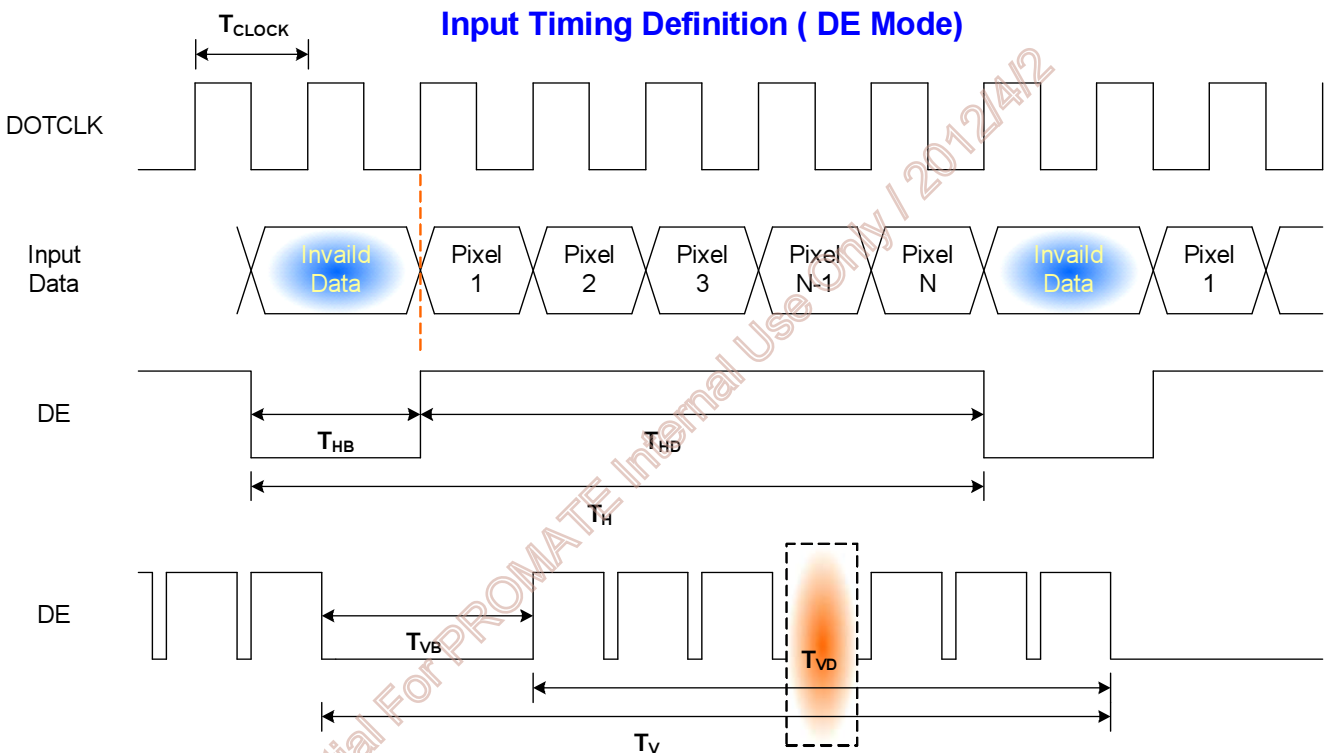 Input Timing Definition ( DE Mode)
TCLOCK
DOTCLK
Input
Data
Invaild
Data
Pixel
1
Pixel
2
Pixel
3
Pixel
N-1
Pixel
N
Invaild
Data
Pixel
1
DE
THB
THD
TH
DE
TVB
TVD
TV
For PROMATE Internal Use Only / 2012/4/2